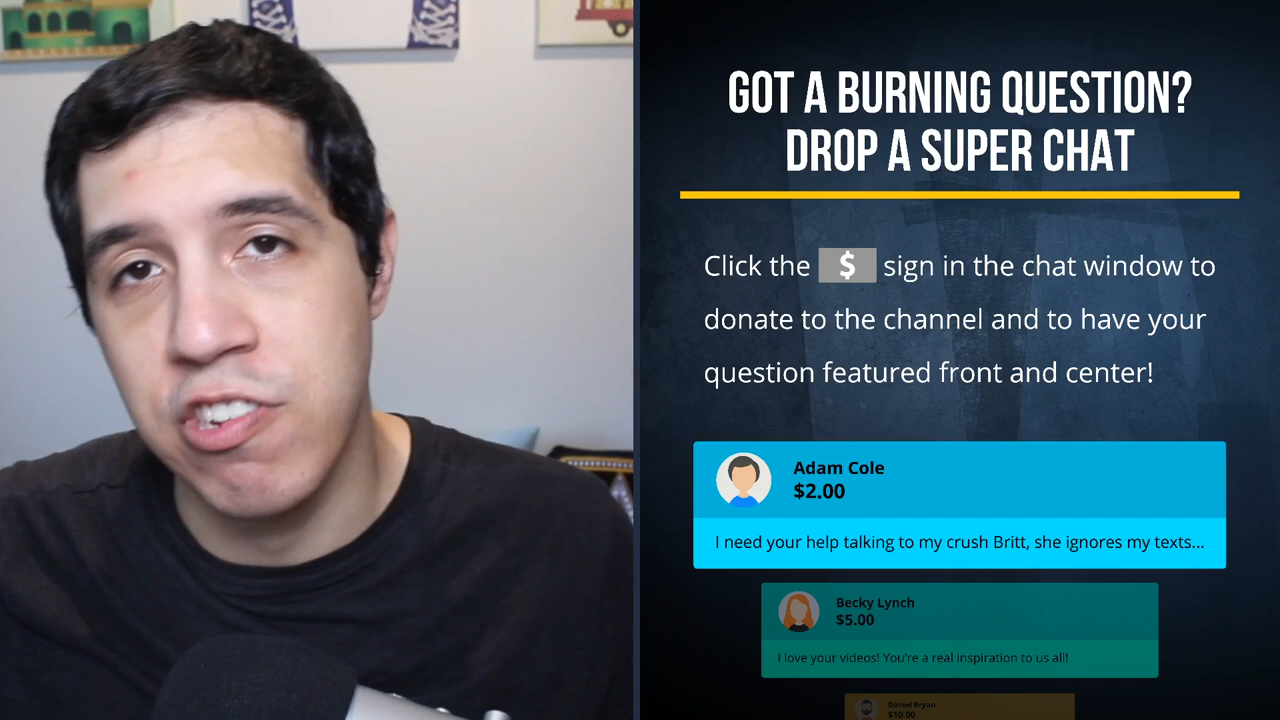 GOT A BURNING QUESTION?
DROP A SUPER CHAT
Click the $ sign in the chat window to
donate to the channel and to have your
question featured front and center!
Adam Cole
$2.00
I need your help talking to my crush Britt, she ignores my texts...
Becky Lynch
$5.00
I love your videos! You're a real inspiration to us all!
Daniel Bryan
$10.00